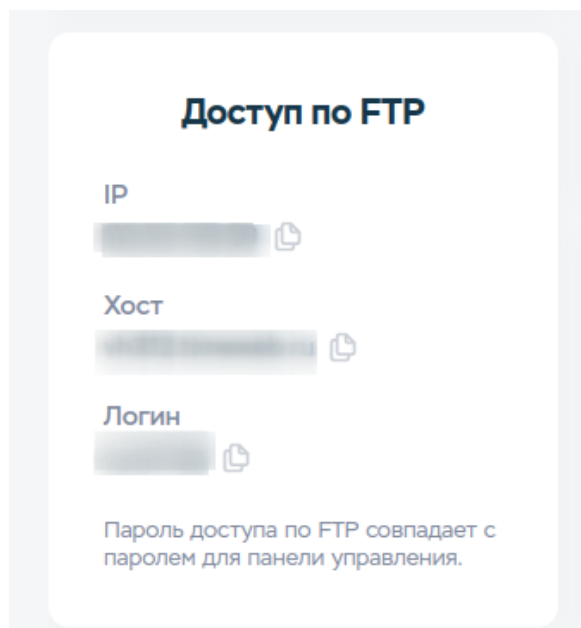 Доступ по FTP
IP
Хост
Логин
Пароль доступа по FTP совпадает с
паролем для панели управления.